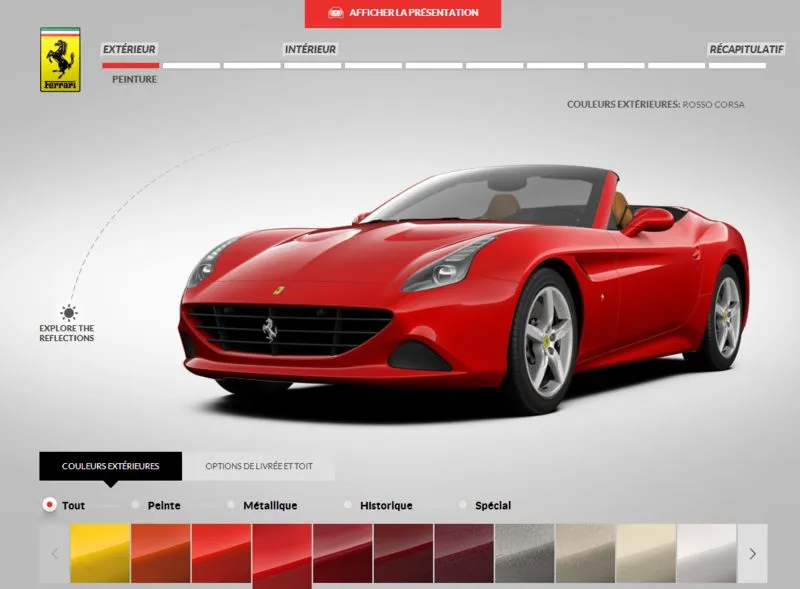 AFFICHER LA PRÉSENTATION
EXTÉRIEUR
INTÉRIEUR
RÉCAPITULATIF
PEINTURE
Ferrari
COULEURS EXTÉRIEURES: ROSSO CORSA
EXPLORE THE
REFLECTIONS
COULEURS EXTÉRIEURES
OPTIONS DE LIVRÉE ET TOIT
Tout
Peinte
Métallique
Historique
Spécial